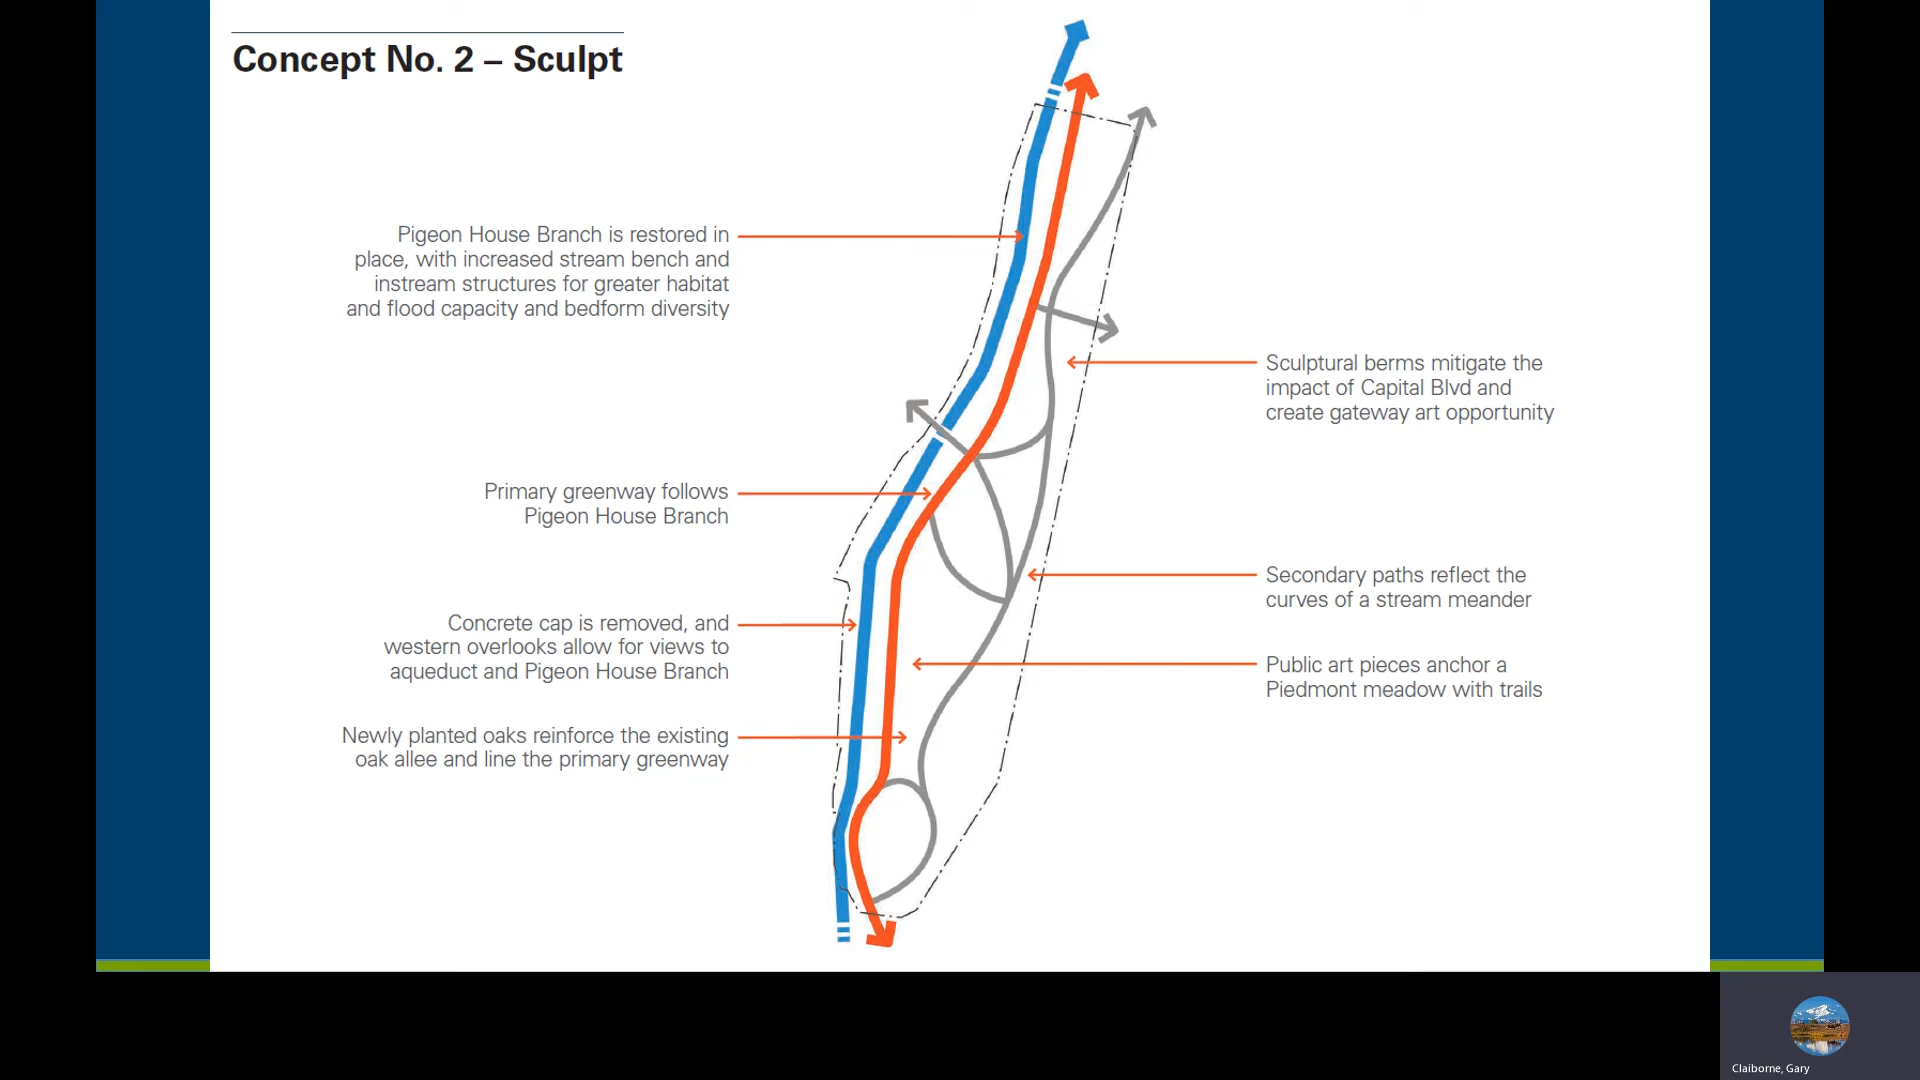 Concept No. 2 – Sculpt
Pigeon House Branch is restored in
place, with increased stream bench and
instream structures for greater habitat
and flood capacity and bedform diversity
Sculptural berms mitigate the
impact of Capital Blvd and
create gateway art opportunity
Primary greenway follows
Pigeon House Branch
Secondary paths reflect the
curves of a stream meander
Concrete cap is removed, and
western overlooks allow for views to
aqueduct and Pigeon House Branch
Public art pieces anchor a
Piedmont meadow with trails
Newly planted oaks reinforce the existing
oak allee and line the primary greenway
Claiborne, Gary